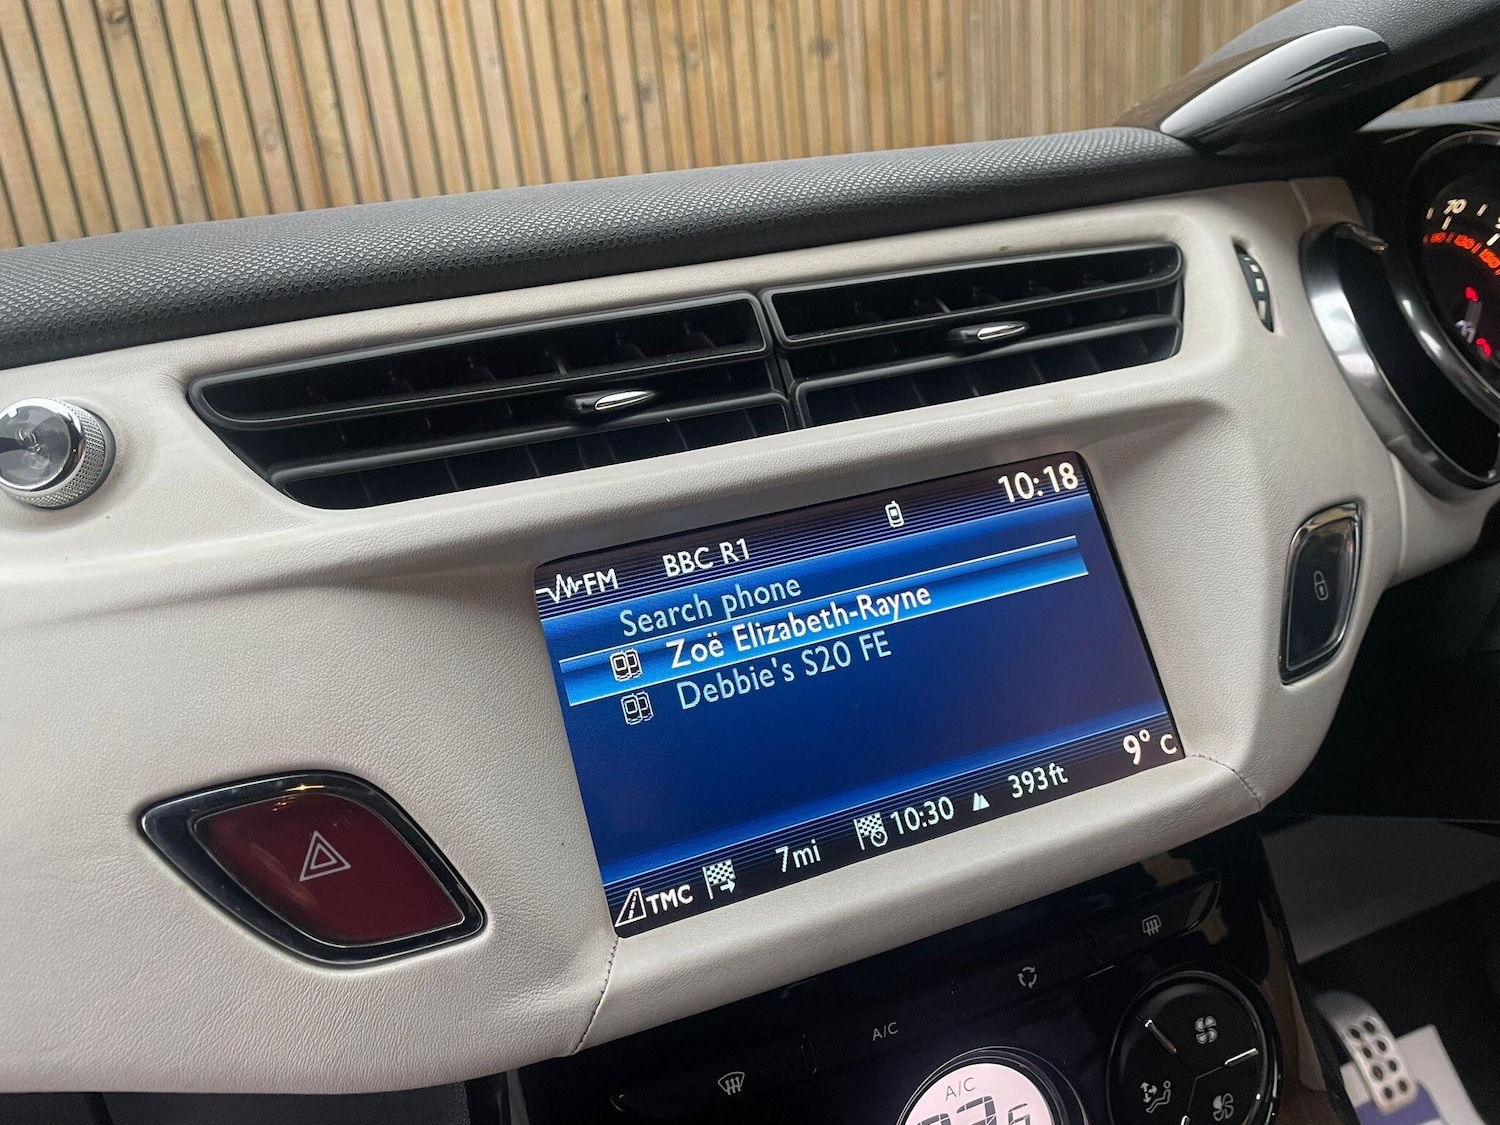 10:18
FM BBC R1
Search phone
Zoë Elizabeth-Rayne
Debbie's S20 FE
9° C
TMC 7mi 10:30 393ft
70
A/C
A/C